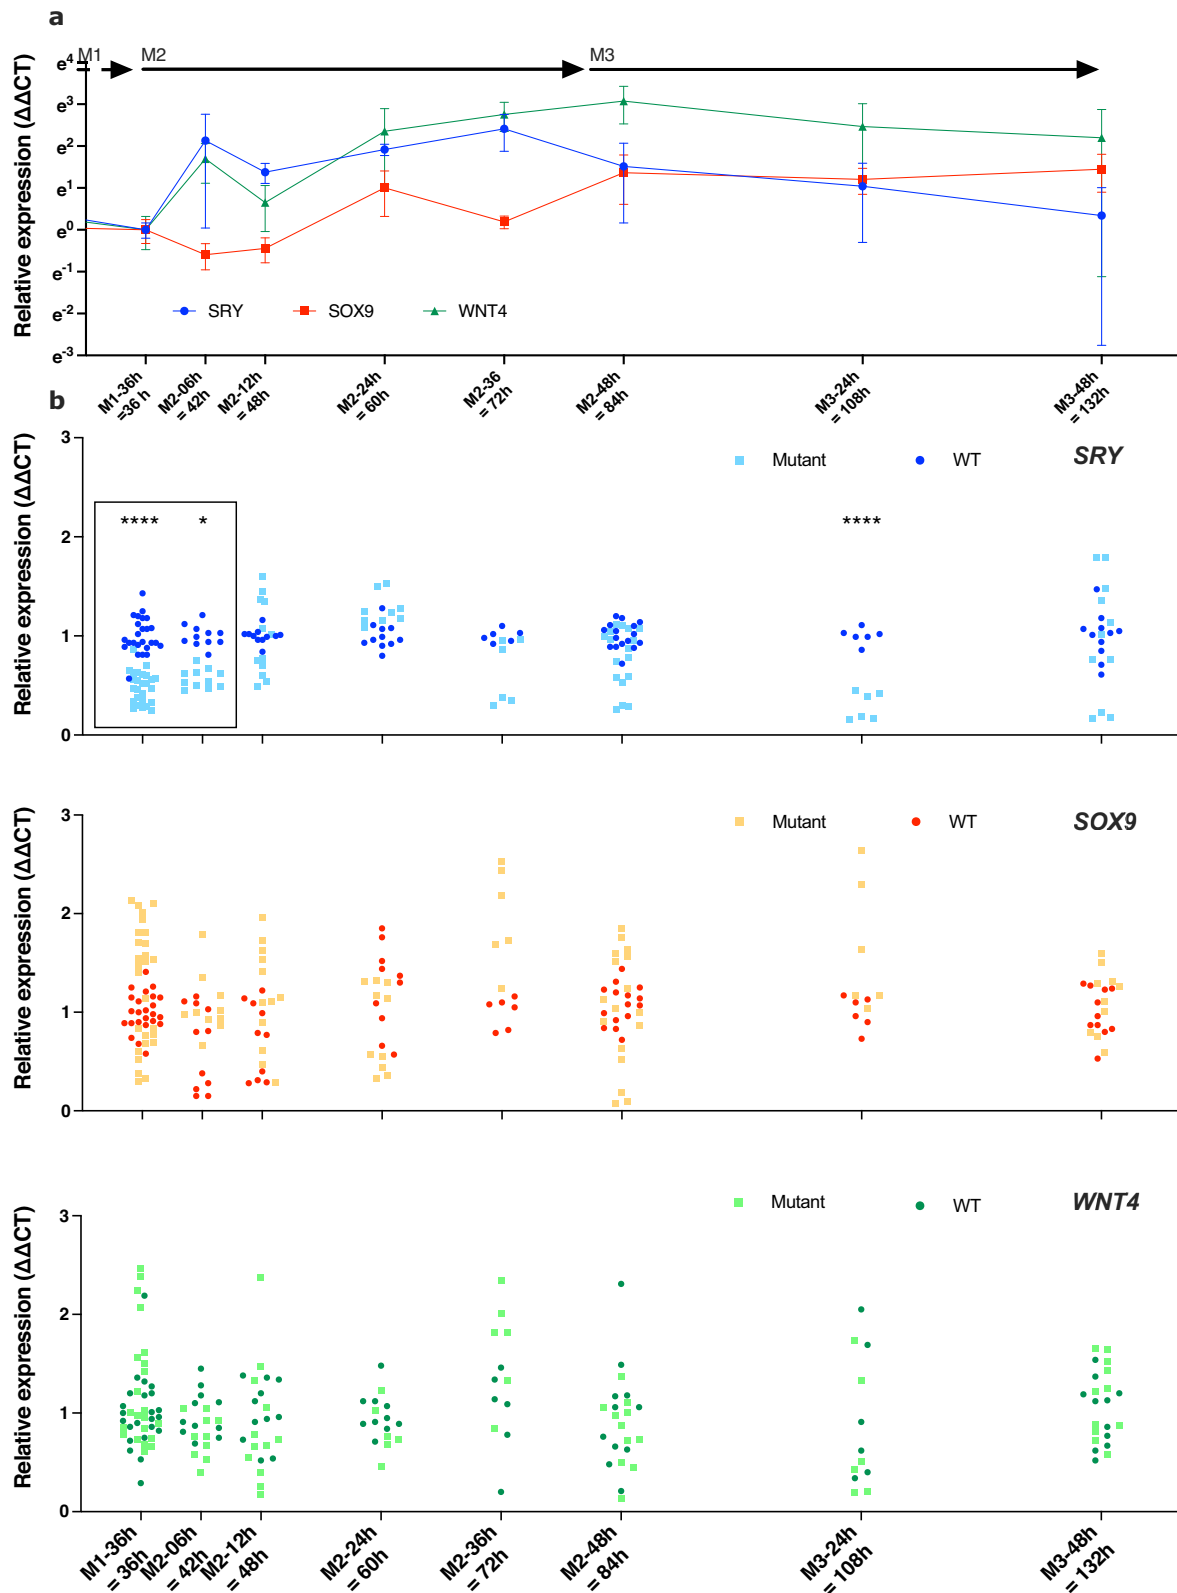 a
M1 M2 M3
Relative expression (ΔΔCT)
e4
e3
e2
e1
e0
e-1
e-2
e-3
SRY SOX9 WNT4
M1-36h
=36 h
M2-06h
= 42h
M2-12h
= 48h
M2-24h
= 60h
M2-36
= 72h
M2-48h
= 84h
M3-24h
= 108h
M3-48h
= 132h
b
Relative expression (ΔΔCT)
3
2
1
0
Mutant WT SRY
**** * ****
Relative expression (ΔΔCT)
3
2
1
0
Mutant WT SOX9
Relative expression (ΔΔCT)
3
2
1
0
Mutant WT WNT4
M1-36h
= 36h
M2-06h
= 42h
M2-12h
= 48h
M2-24h
= 60h
M2-36h
= 72h
M2-48h
= 84h
M3-24h
= 108h
M3-48h
= 132h